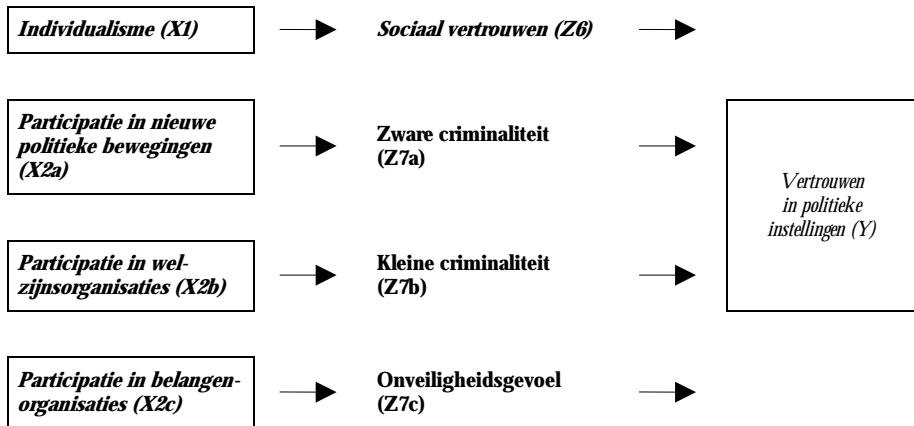 Individualisme (X1)
Sociaal vertrouwen (Z6)
Participatie in nieuwe
politieke bewegingen
(X2a)
Zware criminaliteit
(Z7a)
Vertrouwen
in politieke
instellingen (Y)
Participatie in wel-
zijnsorganisaties (X2b)
Kleine criminaliteit
(Z7b)
Participatie in belangen-
organisaties (X2c)
Onveiligheidsgevoel
(Z7c)